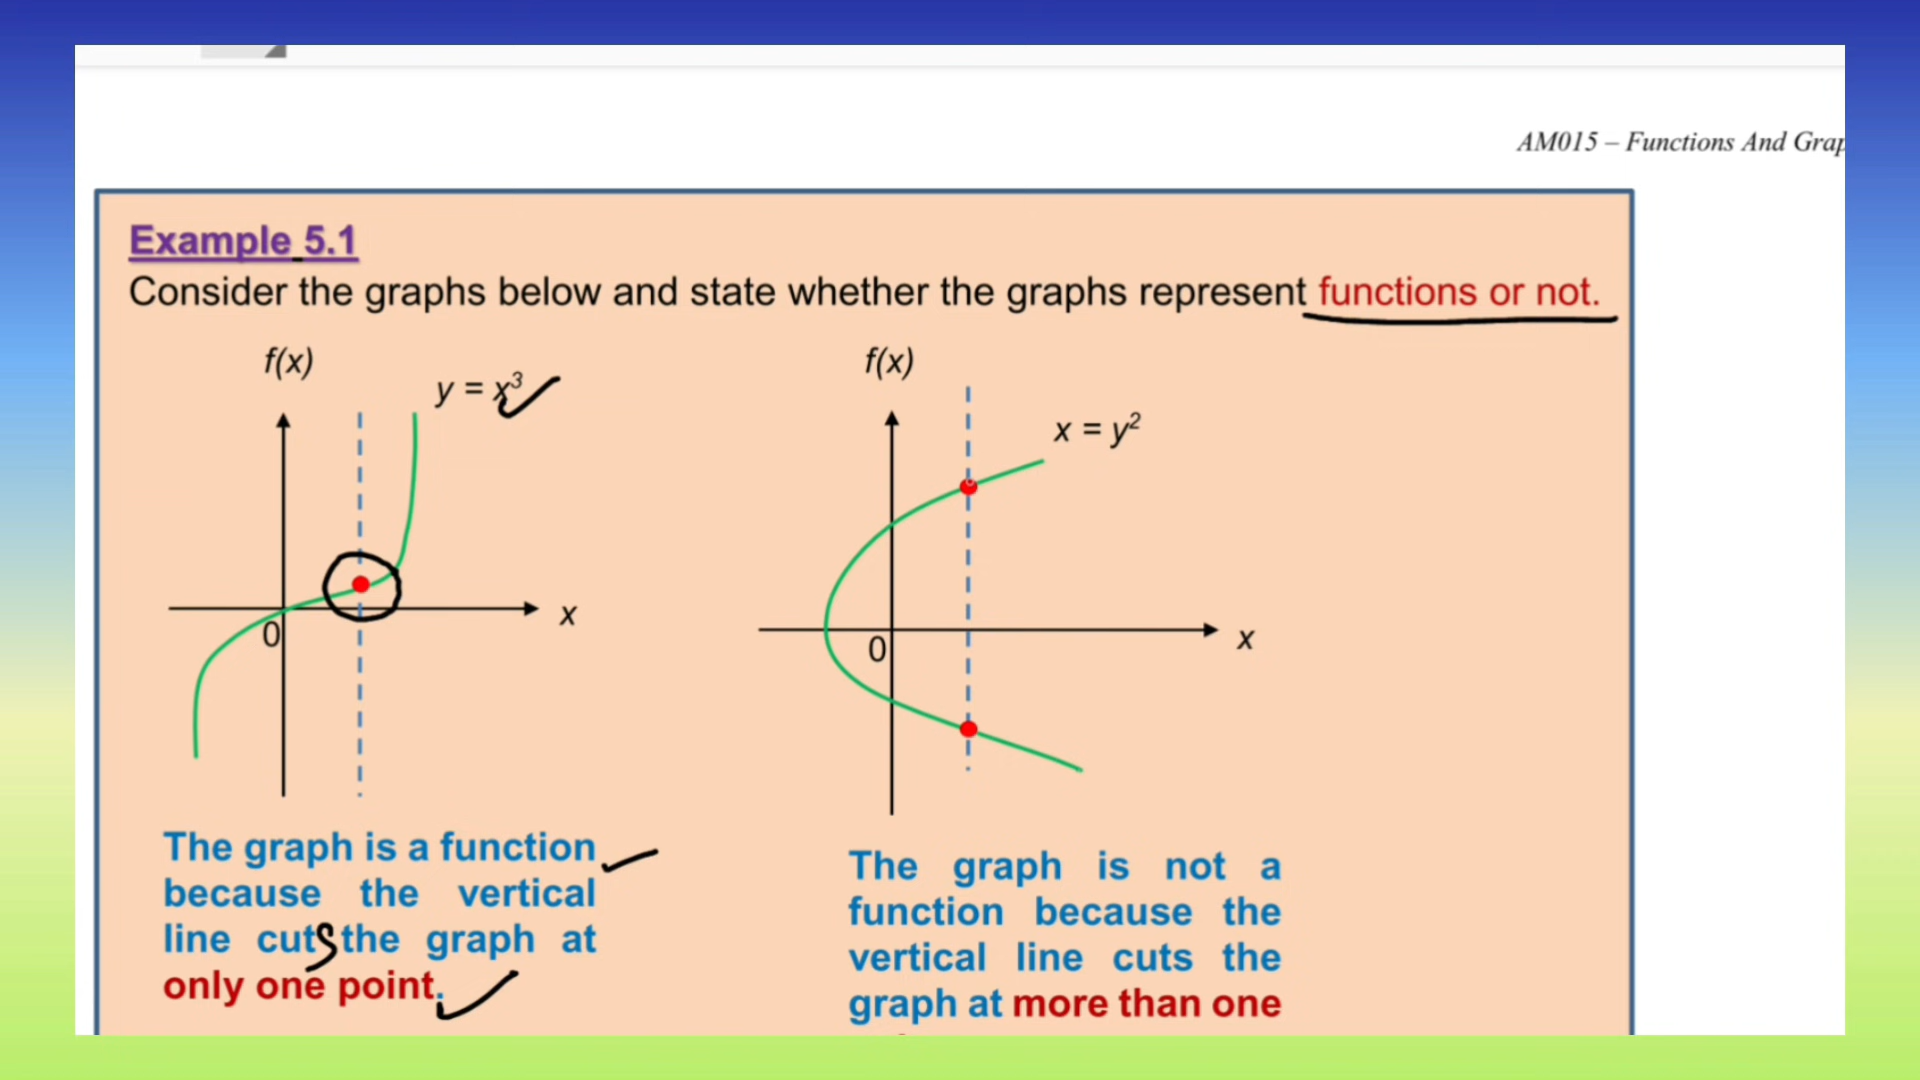 AM015 – Functions And Grap
Example 5.1
Consider the graphs below and state whether the graphs represent functions or not.
f(x)
y = x³
x
0
f(x)
x = y²
x
0
The graph is a function
because the vertical
line cuts the graph at
only one point.
The graph is not a
function because the
vertical line cuts the
graph at more than one